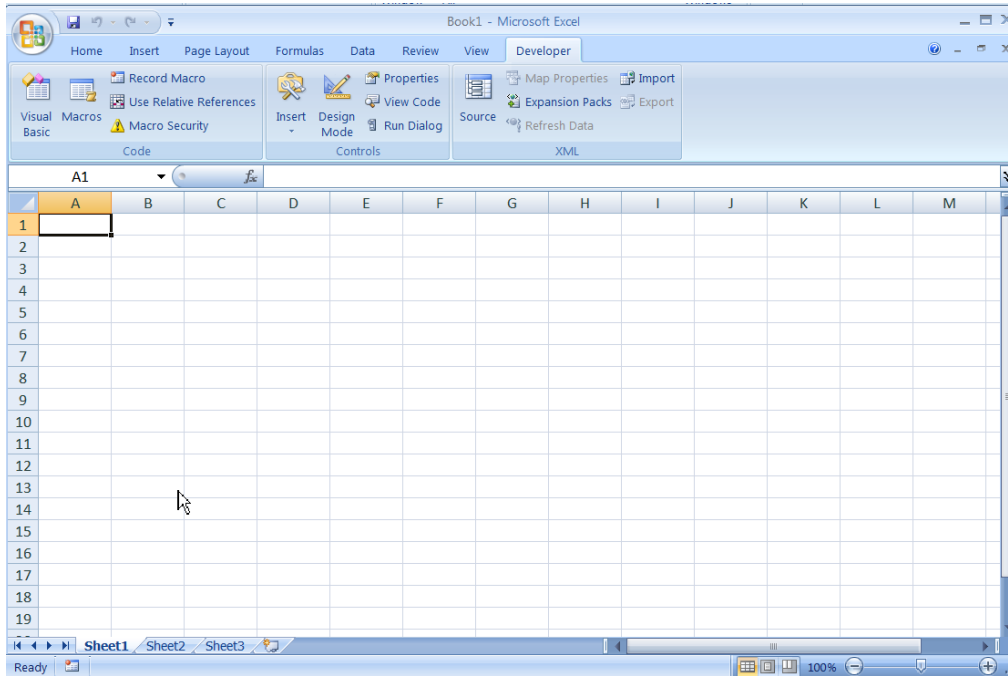 Book1 - Microsoft Excel
Home Insert Page Layout Formulas Data Review View Developer
Visual Basic
Macros
Record Macro
Use Relative References
Macro Security
Code
Insert
Design Mode
Properties
View Code
Run Dialog
Controls
Source
Map Properties
Expansion Packs
Refresh Data
Import
Export
XML
A1 fx
A B C D E F G H I J K L M
1
2
3
4
5
6
7
8
9
10
11
12
13
14
15
16
17
18
19
Sheet1 Sheet2 Sheet3
Ready 100%